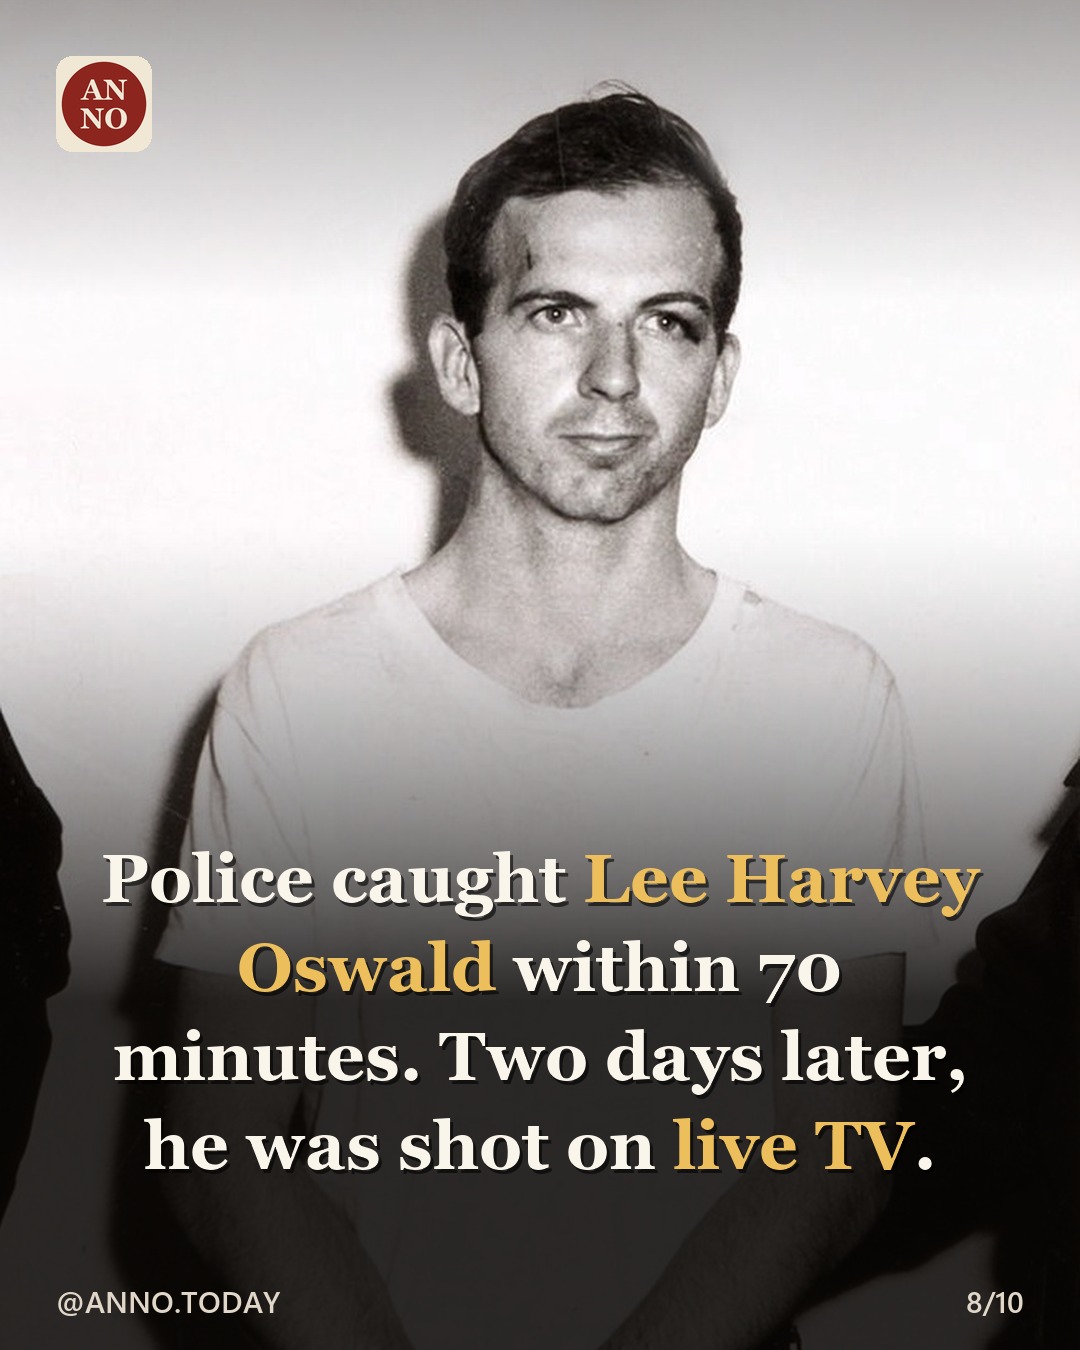 AN
NO
Police caught Lee Harvey
Oswald within 70
minutes. Two days later,
he was shot on live TV.
@ANNO.TODAY
8/10